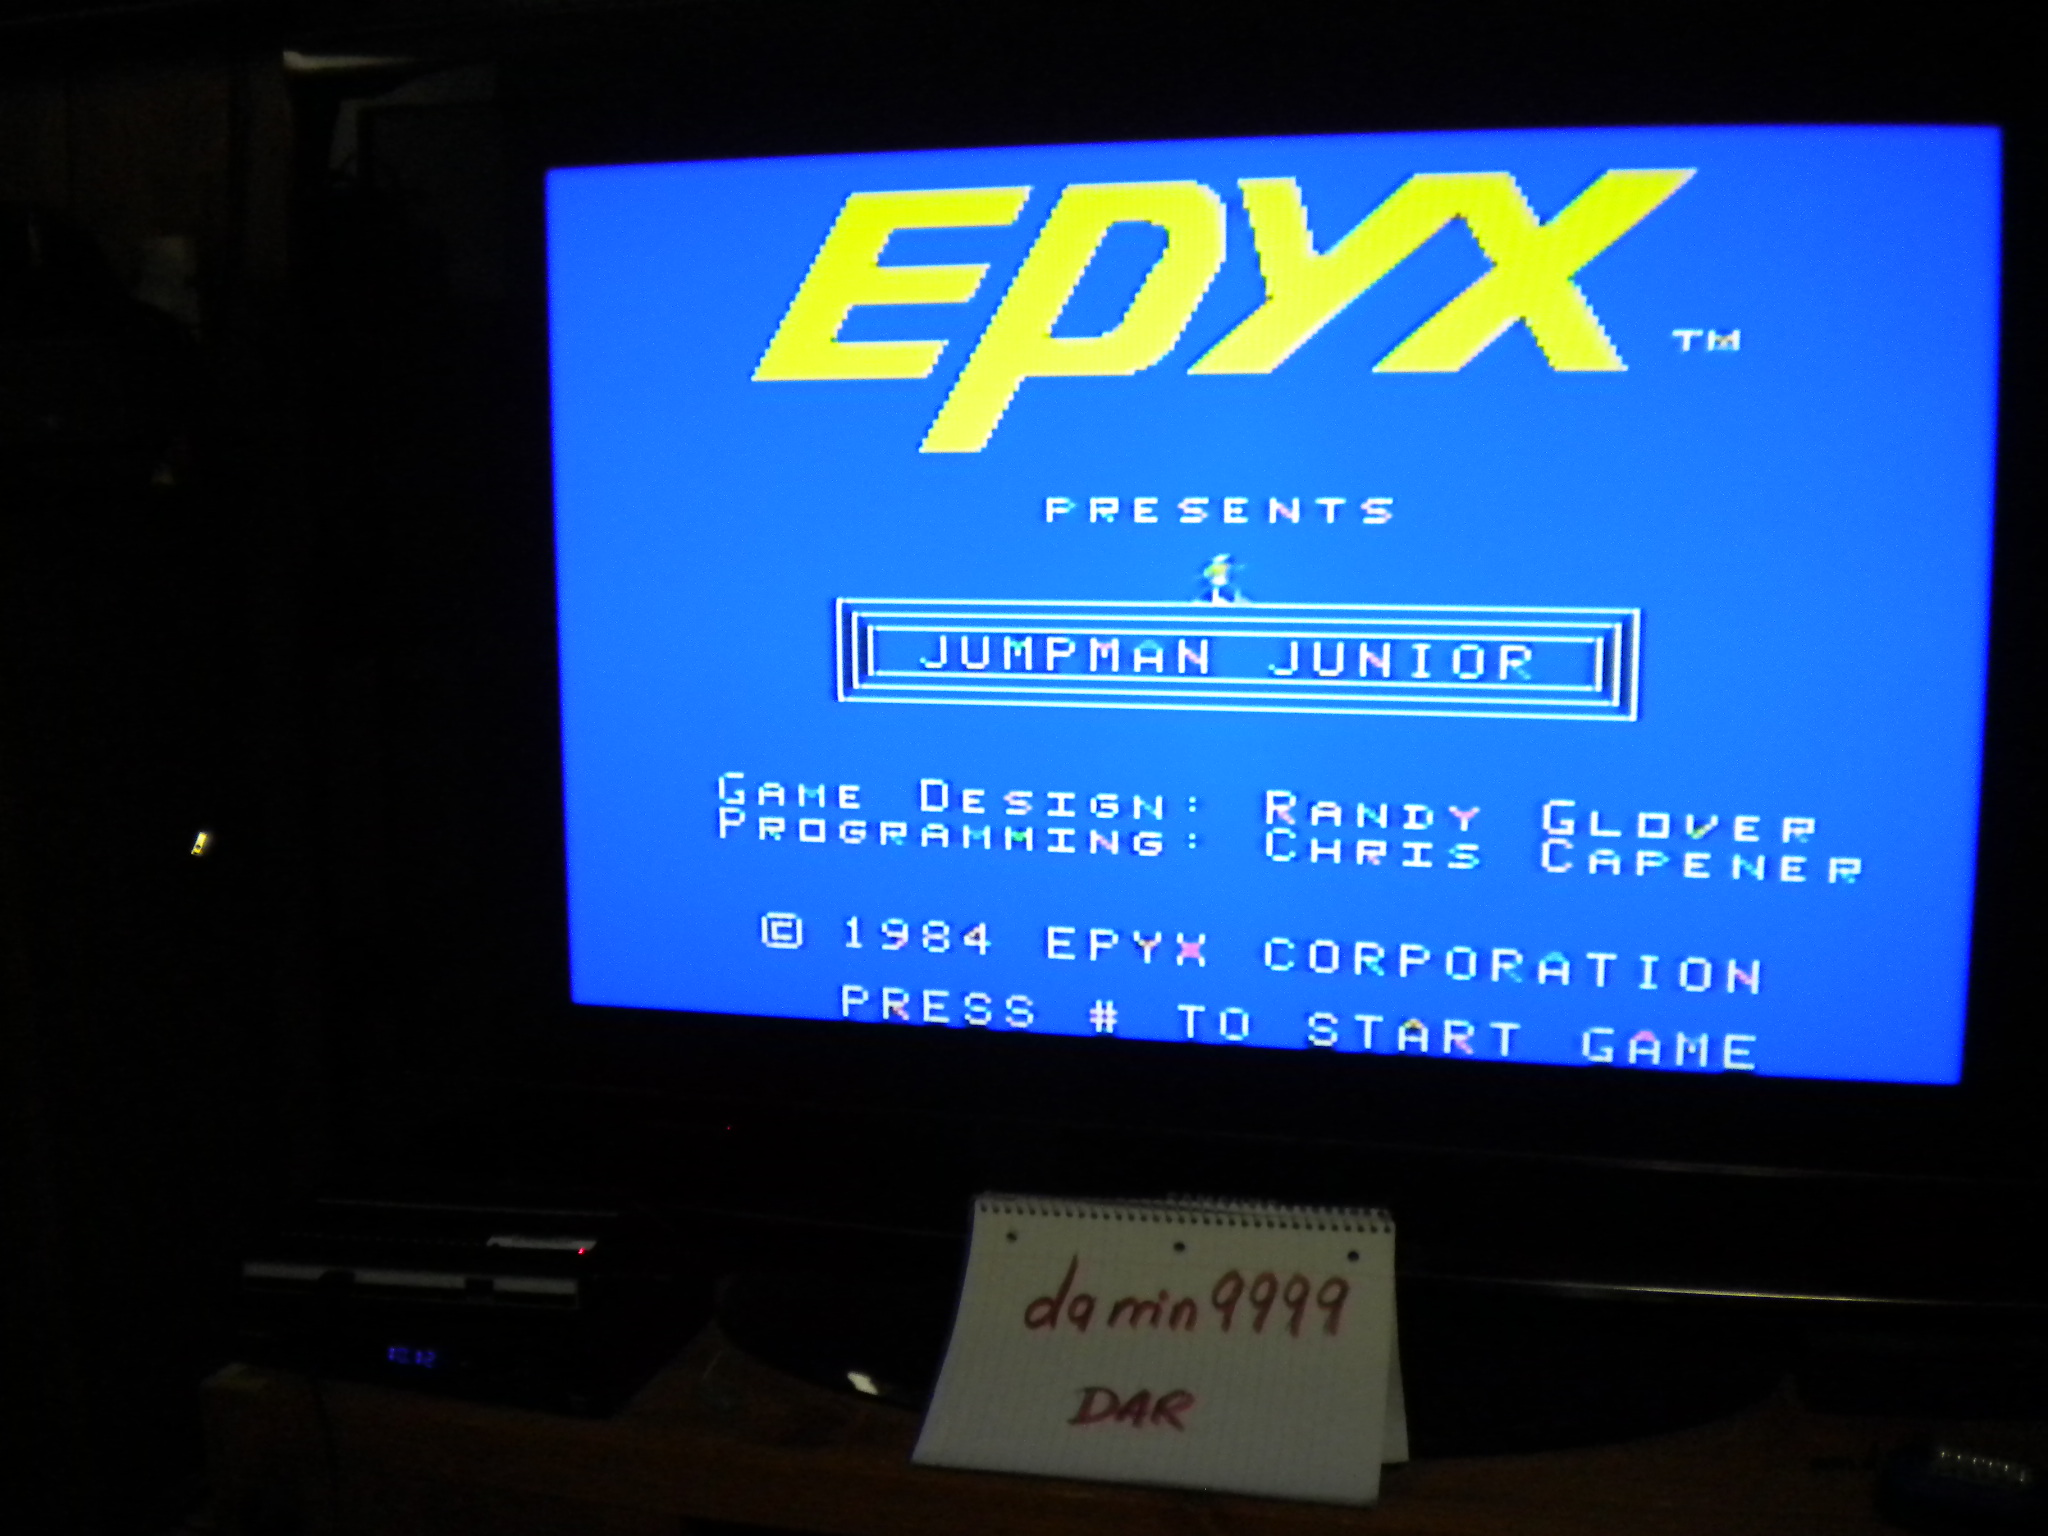 EPYX TM
PRESENTS
JUMPMAN JUNIOR
GAME DESIGN: RANDY GLOVER
PROGRAMMING: CHRIS CAPENER
© 1984 EPYX CORPORATION
PRESS # TO START GAME
damin9999
DAR